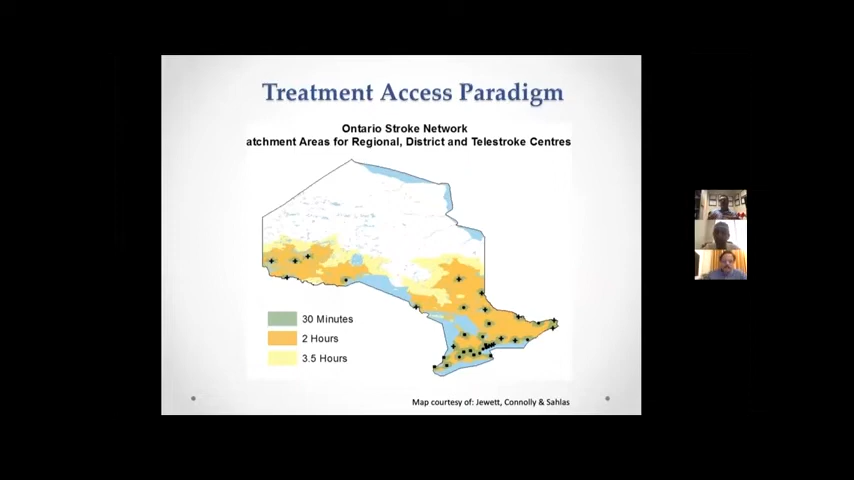 Treatment Access Paradigm
Ontario Stroke Network
atchment Areas for Regional, District and Telestroke Centres
30 Minutes
2 Hours
3.5 Hours
Map courtesy of: Jewett, Connolly & Sahlas